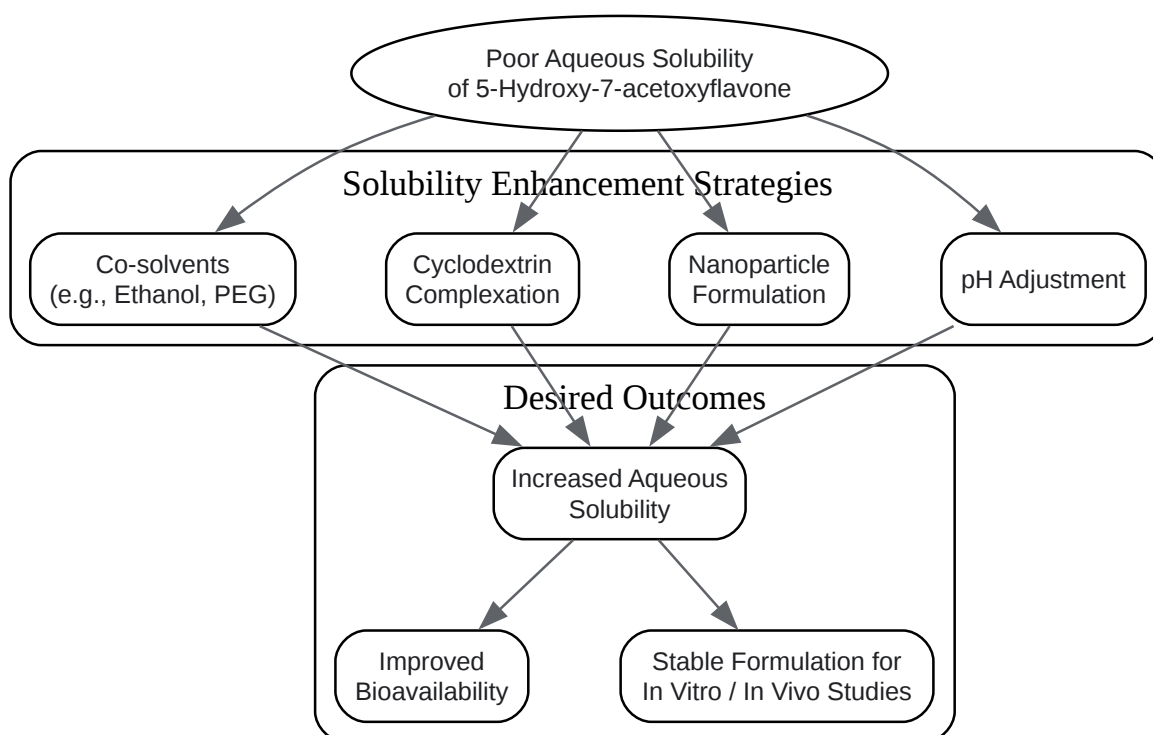 Poor Aqueous Solubility
of 5-Hydroxy-7-acetoxyflavone
Solubility Enhancement Strategies
Co-solvents
(e.g., Ethanol, PEG)
Cyclodextrin
Complexation
Nanoparticle
Formulation
pH Adjustment
Desired Outcomes
Increased Aqueous
Solubility
Improved
Bioavailability
Stable Formulation for
In Vitro / In Vivo Studies